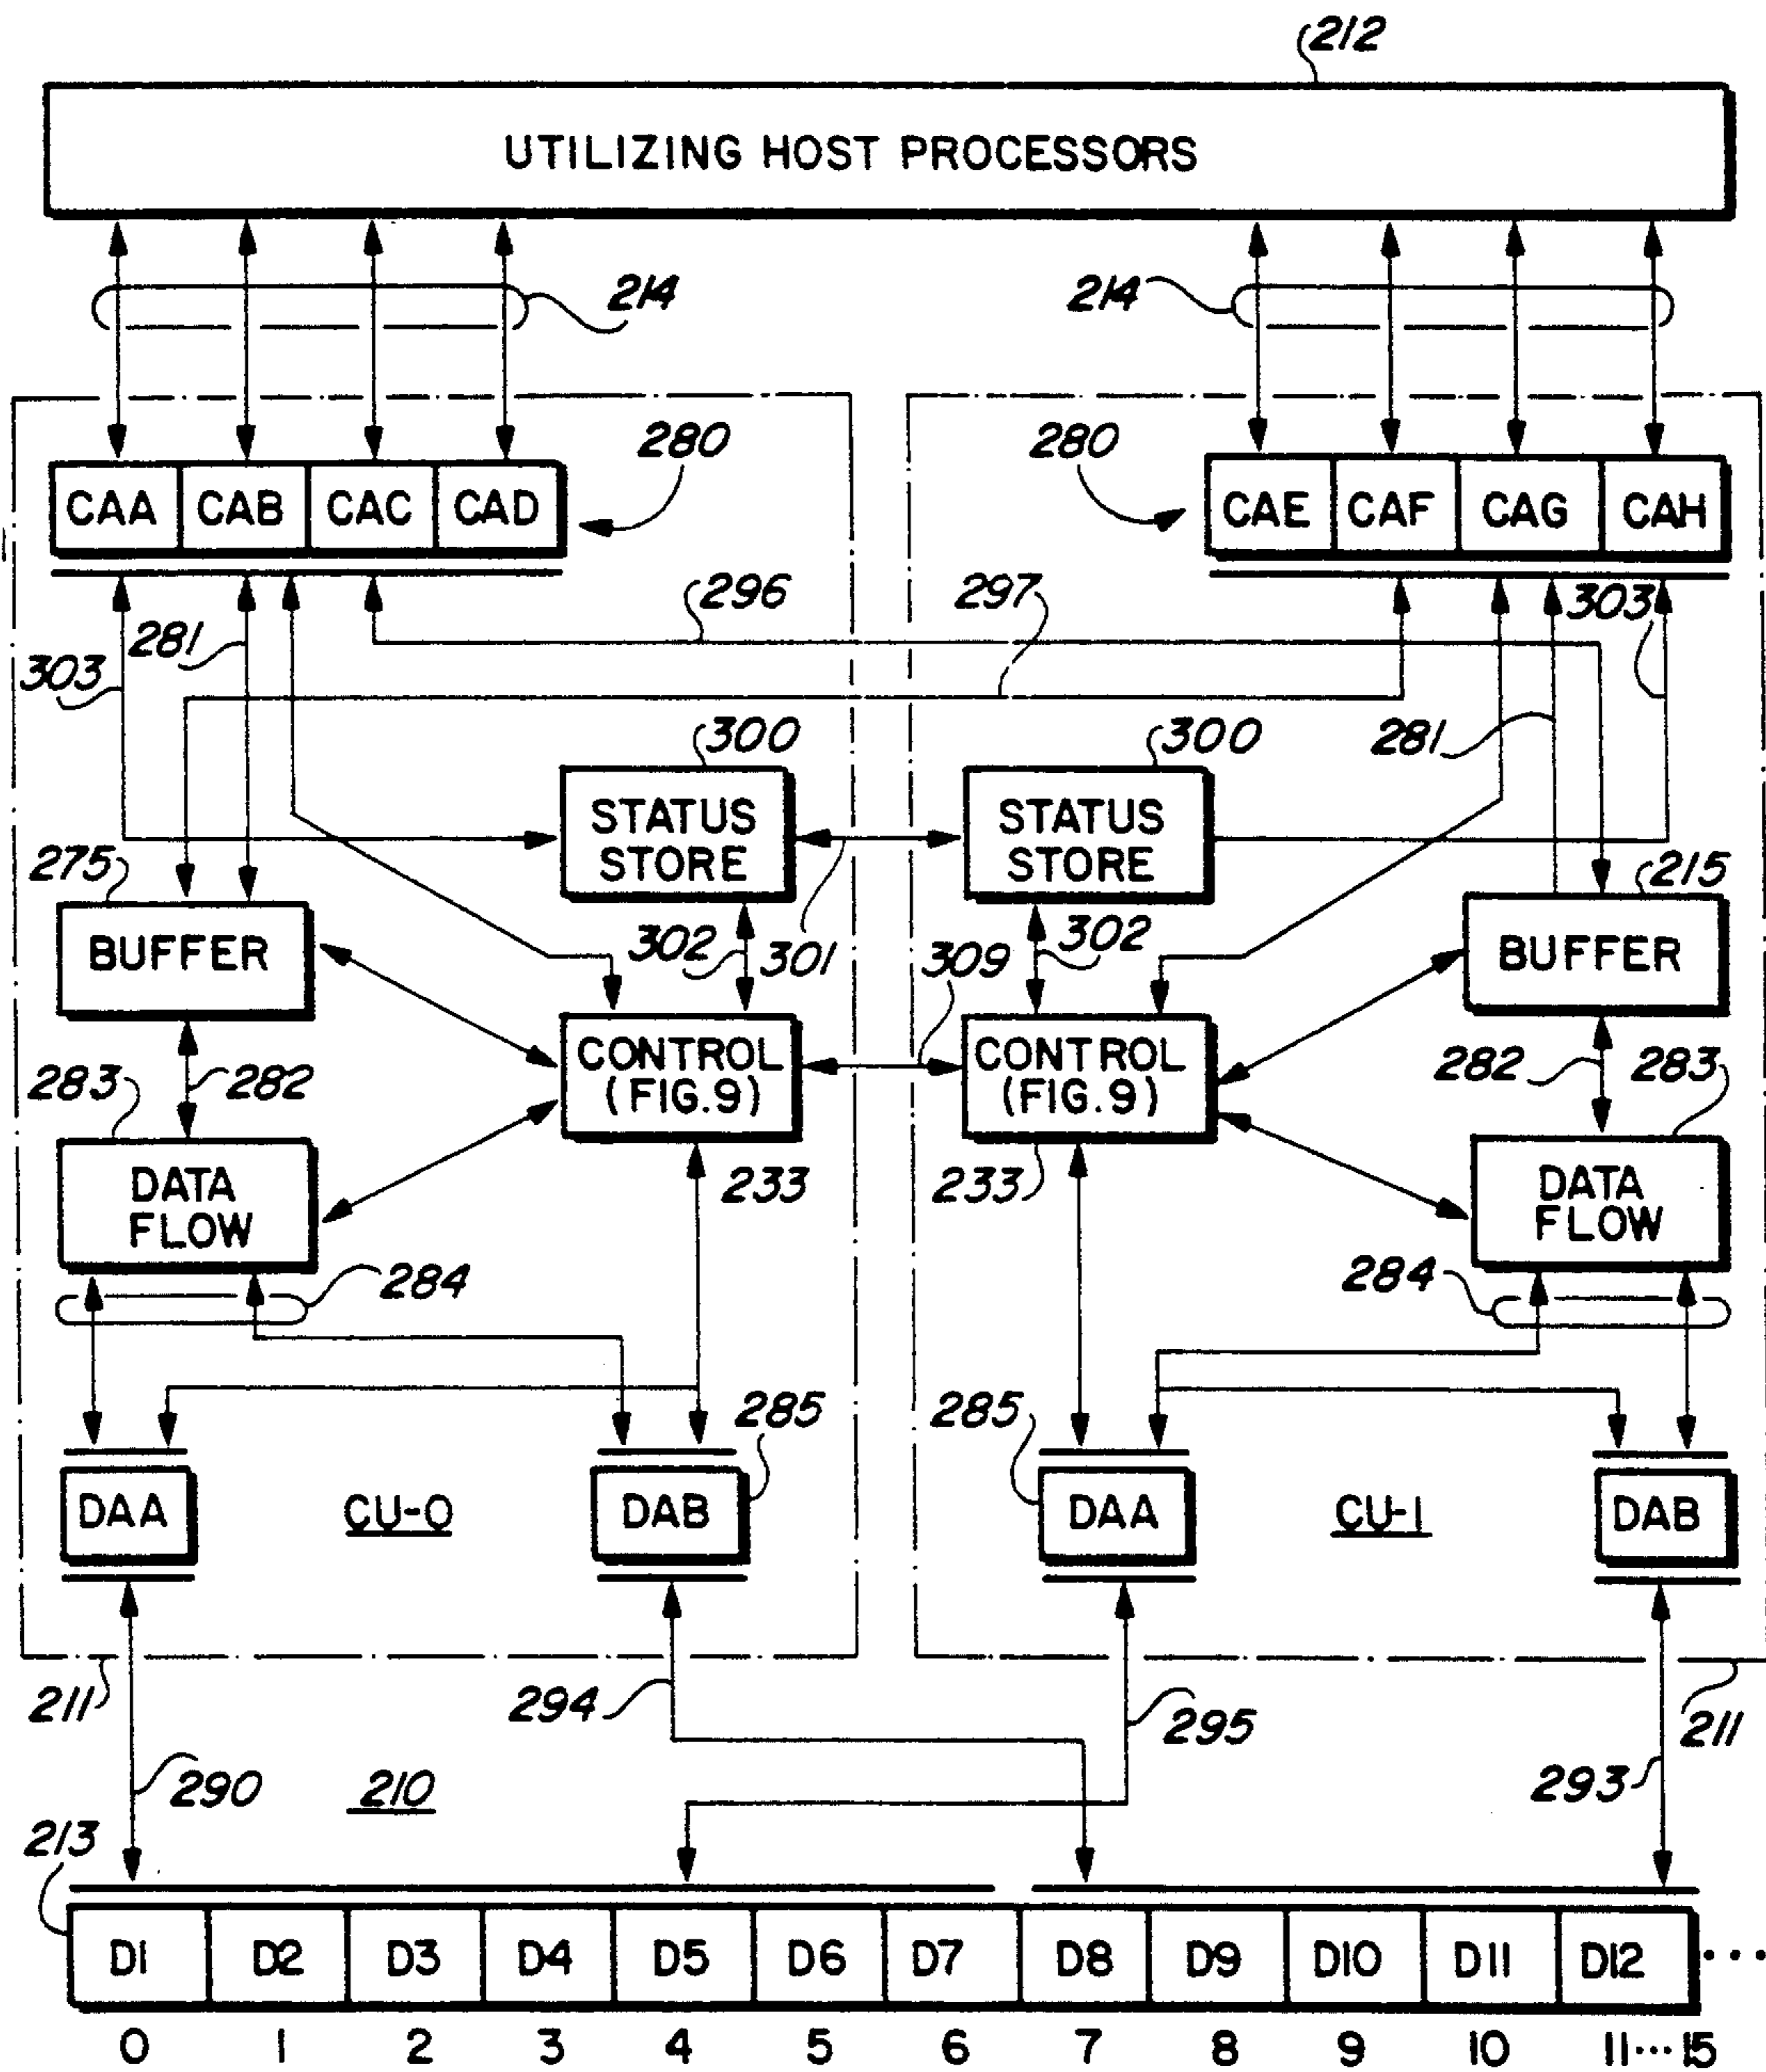 212
UTILIZING HOST PROCESSORS
214
214
280
280
CAA CAB CAC CAD
CAE CAF CAG CAH
296
297
303
281
303
300
300
281
303
STATUS
STORE
STATUS
STORE
275
215
BUFFER
302
301
309
302
BUFFER
CONTROL
(FIG.9)
CONTROL
(FIG.9)
283
282
282
283
DATA
FLOW
233
233
DATA
FLOW
284
284
285
285
DAA
CU-0
DAB
DAA
CU-1
DAB
211
294
295
211
290
210
293
213
D1 D2 D3 D4 D5 D6 D7 D8 D9 D10 D11 D12 ...
0 1 2 3 4 5 6 7 8 9 10 11...15